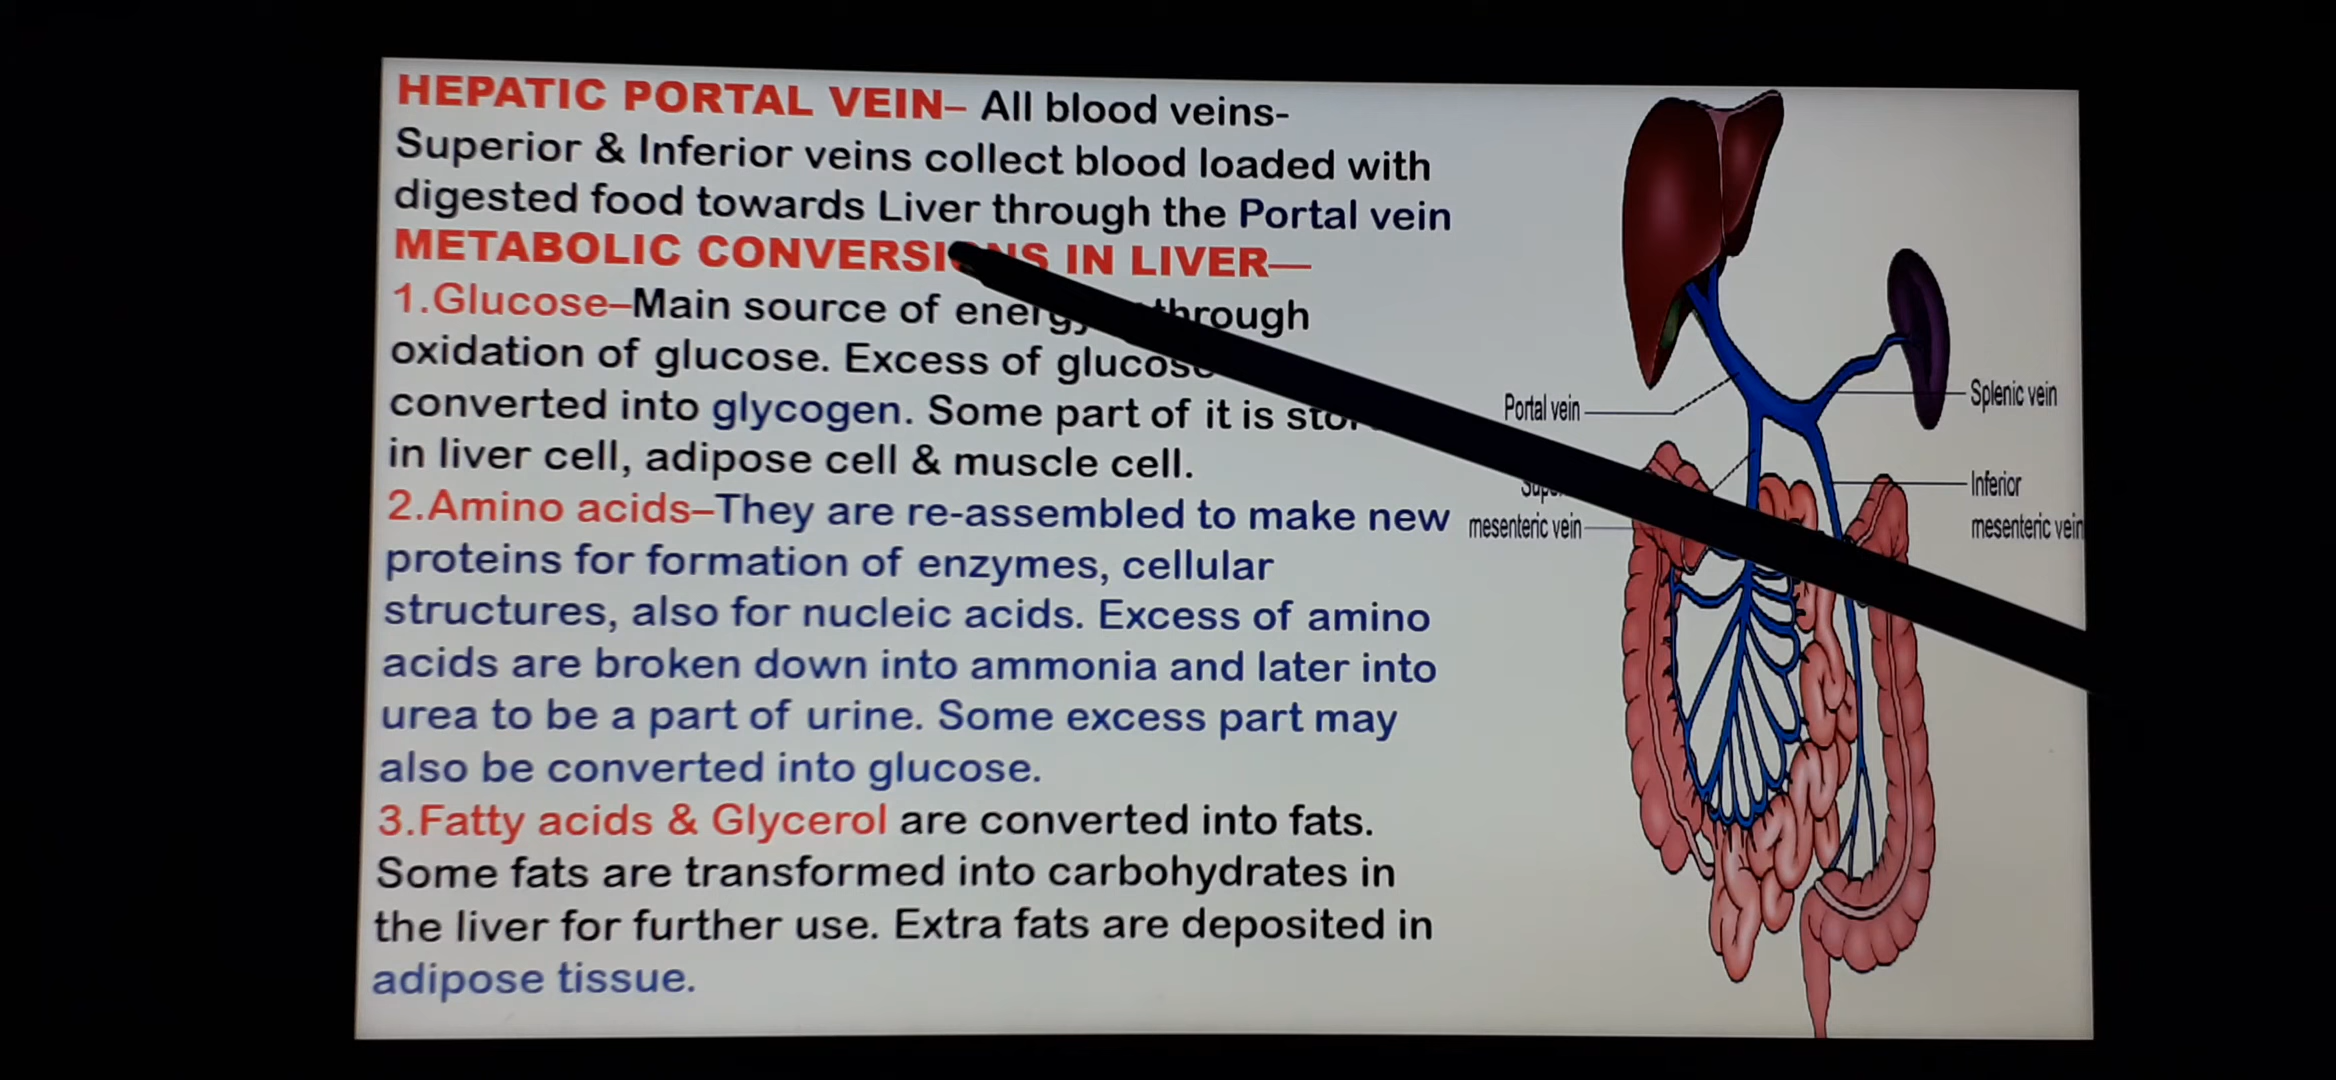 HEPATIC PORTAL VEIN– All blood veins-
Superior & Inferior veins collect blood loaded with
digested food towards Liver through the Portal vein
METABOLIC CONVERSIONS IN LIVER—
1.Glucose–Main source of energy through
oxidation of glucose. Excess of glucose
converted into glycogen. Some part of it is
in liver cell, adipose cell & muscle cell.
2.Amino acids–They are re-assembled to make new
proteins for formation of enzymes, cellular
structures, also for nucleic acids. Excess of amino
acids are broken down into ammonia and later into
urea to be a part of urine. Some excess part may
also be converted into glucose.
3.Fatty acids & Glycerol are converted into fats.
Some fats are transformed into carbohydrates in
the liver for further use. Extra fats are deposited in
adipose tissue.
Portal vein
mesenteric vein
Splenic vein
Inferior
mesenteric vein